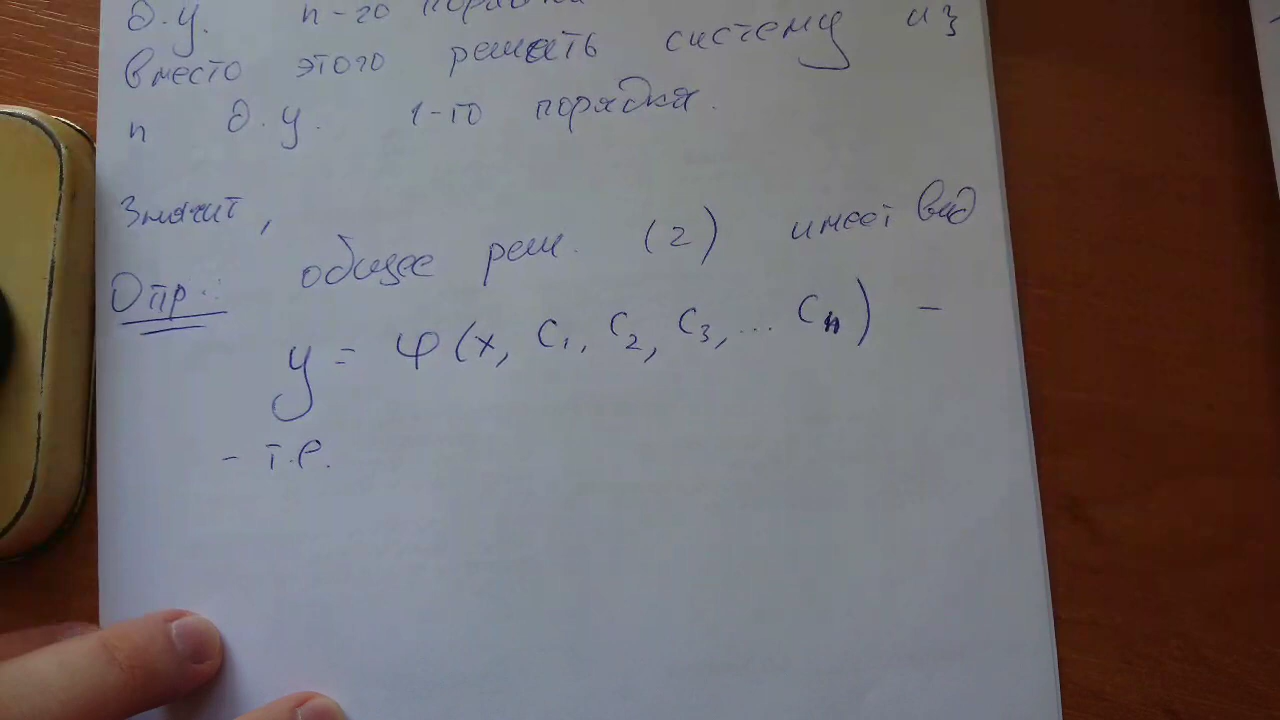 д.у. n-го порядка
вместо этого решать систему из
n д.у. 1-го порядка.
Значит,
Опр.: общее реш. (2) имеет вид
y = φ(x, C₁, C₂, C₃, ... Cₙ) –
– т.е.